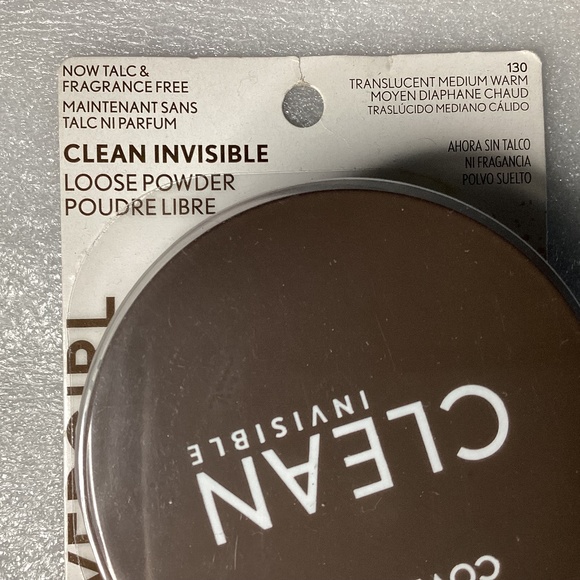 NOW TALC &
FRAGRANCE FREE
MAINTENANT SANS
TALC NI PARFUM
CLEAN INVISIBLE
LOOSE POWDER
POUDRE LIBRE
130
TRANSLUCENT MEDIUM WARM
MOYEN DIAPHANE CHAUD
TRASLÚCIDO MEDIANO CÁLIDO
AHORA SIN TALCO
NI FRAGANCIA
POLVO SUELTO
CLEAN
INVISIBLE